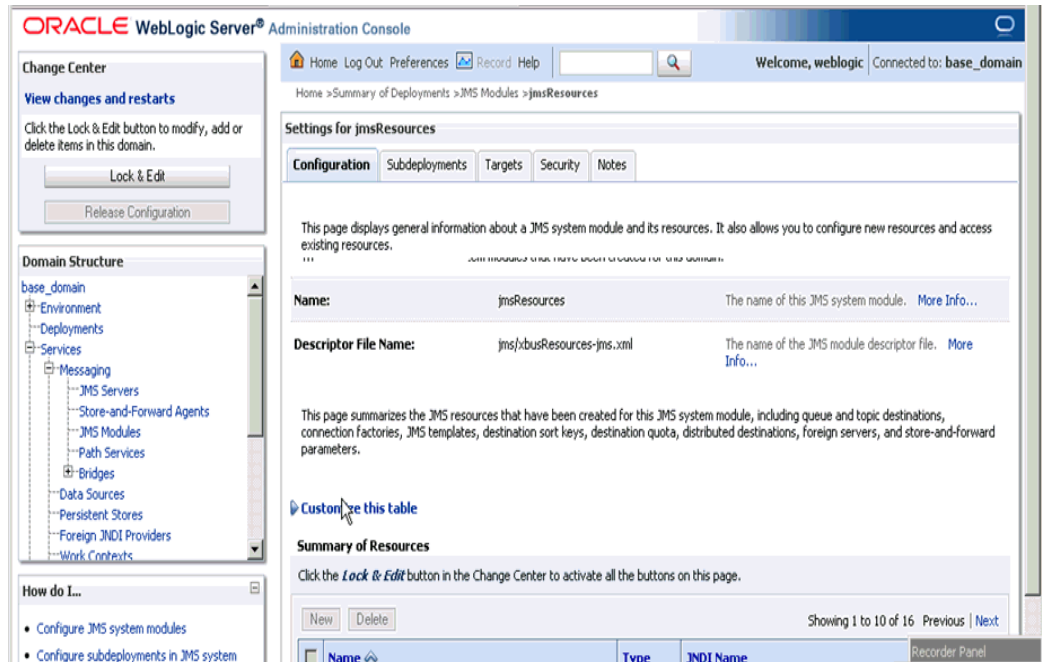 ORACLE WebLogic Server® Administration Console
Change Center
View changes and restarts
Click the Lock & Edit button to modify, add or
delete items in this domain.
Lock & Edit
Release Configuration
Domain Structure
base_domain
Environment
Deployments
Services
Messaging
JMS Servers
Store-and-Forward Agents
JMS Modules
Path Services
Bridges
Data Sources
Persistent Stores
Foreign JNDI Providers
Work Contexts
How do I...
Configure JMS system modules
Configure subdeployments in JMS system
Home Log Out Preferences Record Help
Welcome, weblogic Connected to: base_domain
Home >Summary of Deployments >JMS Modules >jmsResources
Settings for jmsResources
Configuration Subdeployments Targets Security Notes
This page displays general information about a JMS system module and its resources. It also allows you to configure new resources and access
existing resources.
modules that have been created for this domain.
Name: jmsResources The name of this JMS system module. More Info...
Descriptor File Name: jms/xbusResources-jms.xml The name of the JMS module descriptor file. More
Info...
This page summarizes the JMS resources that have been created for this JMS system module, including queue and topic destinations,
connection factories, JMS templates, destination sort keys, destination quota, distributed destinations, foreign servers, and store-and-forward
parameters.
Customize this table
Summary of Resources
Click the Lock & Edit button in the Change Center to activate all the buttons on this page.
New Delete Showing 1 to 10 of 16 Previous | Next
Name Type JNDI Name
Recorder Panel